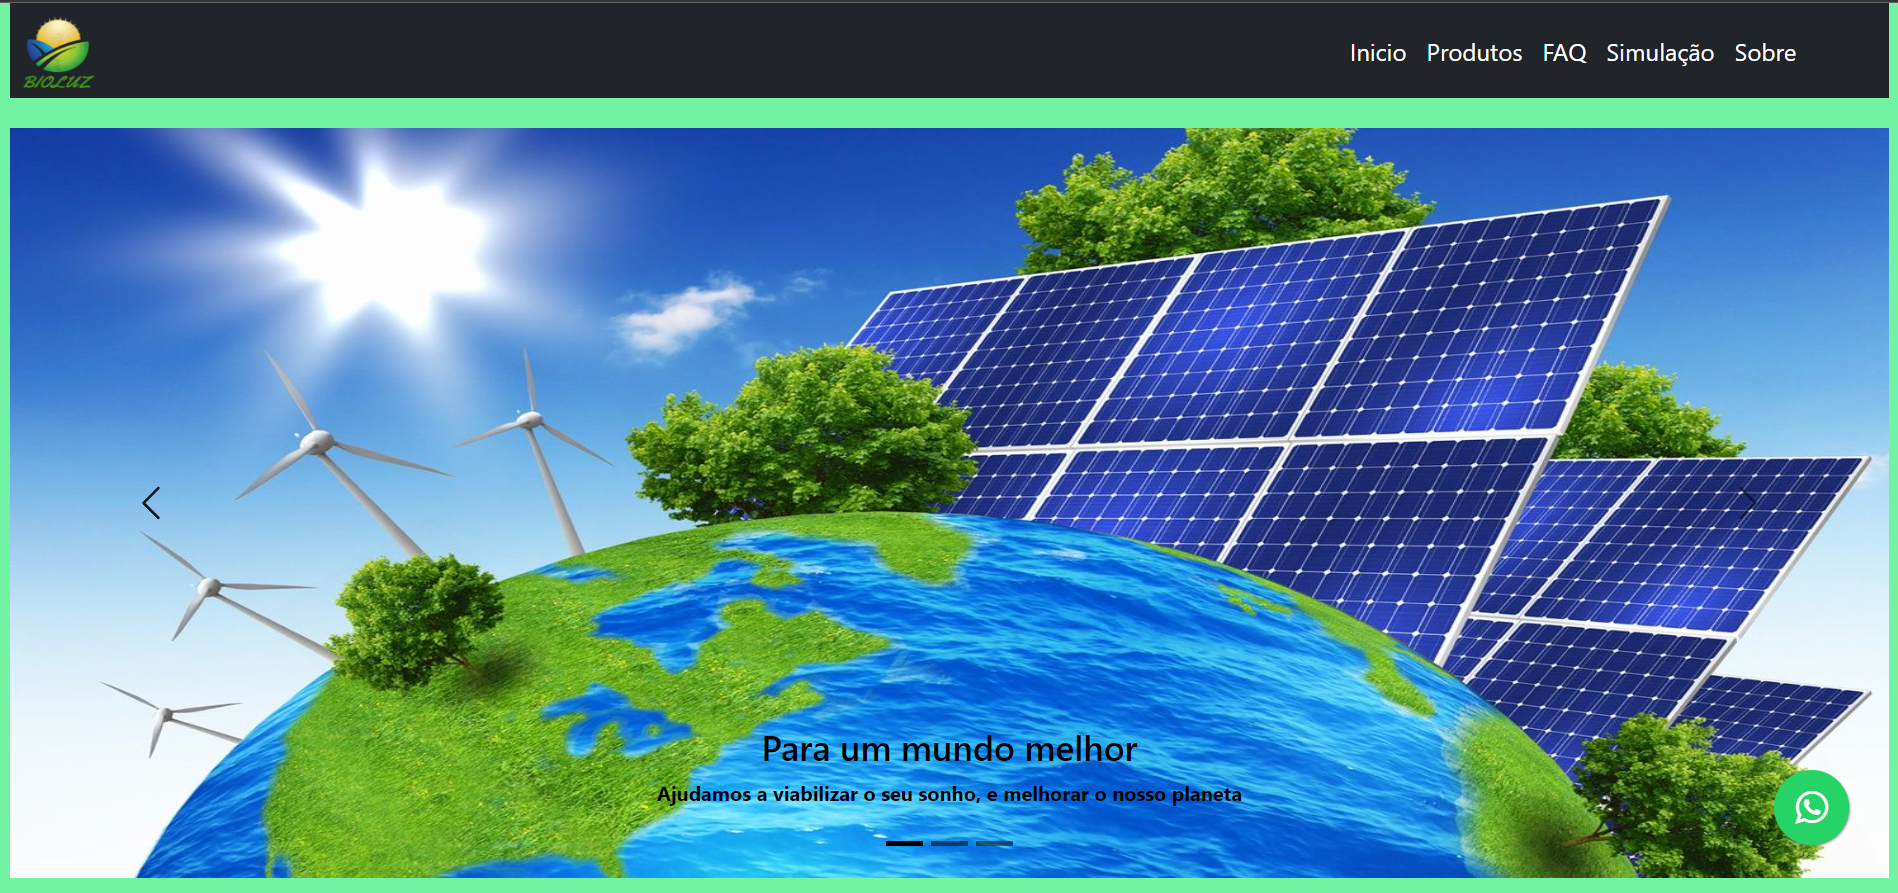 BIOLUZ
Inicio Produtos FAQ Simulação Sobre
Para um mundo melhor
Ajudamos a viabilizar o seu sonho, e melhorar o nosso planeta